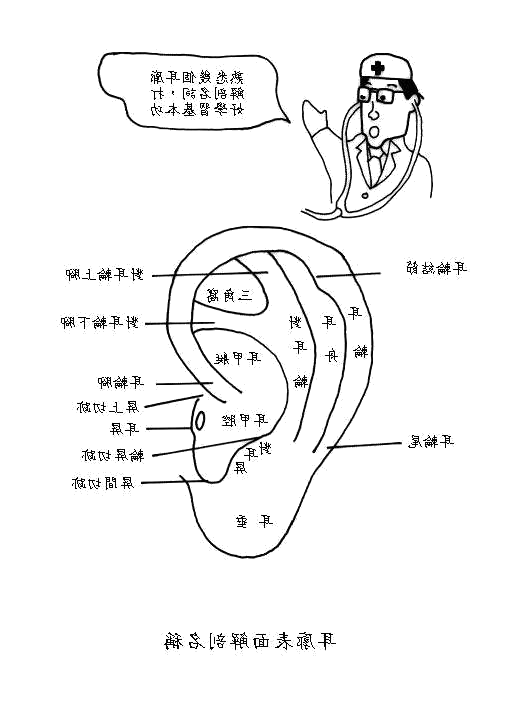 熟悉幾個耳廓
解剖名詞，打
好學習基本功
對耳輪上腳
耳輪結節
三角窩
對耳輪下腳
對耳輪
耳舟
耳輪
耳甲艇
耳輪腳
屏上切跡
耳甲腔
耳屏
輪屏切跡
對耳屏
耳輪尾
屏間切跡
耳垂
耳廓表面解剖名稱